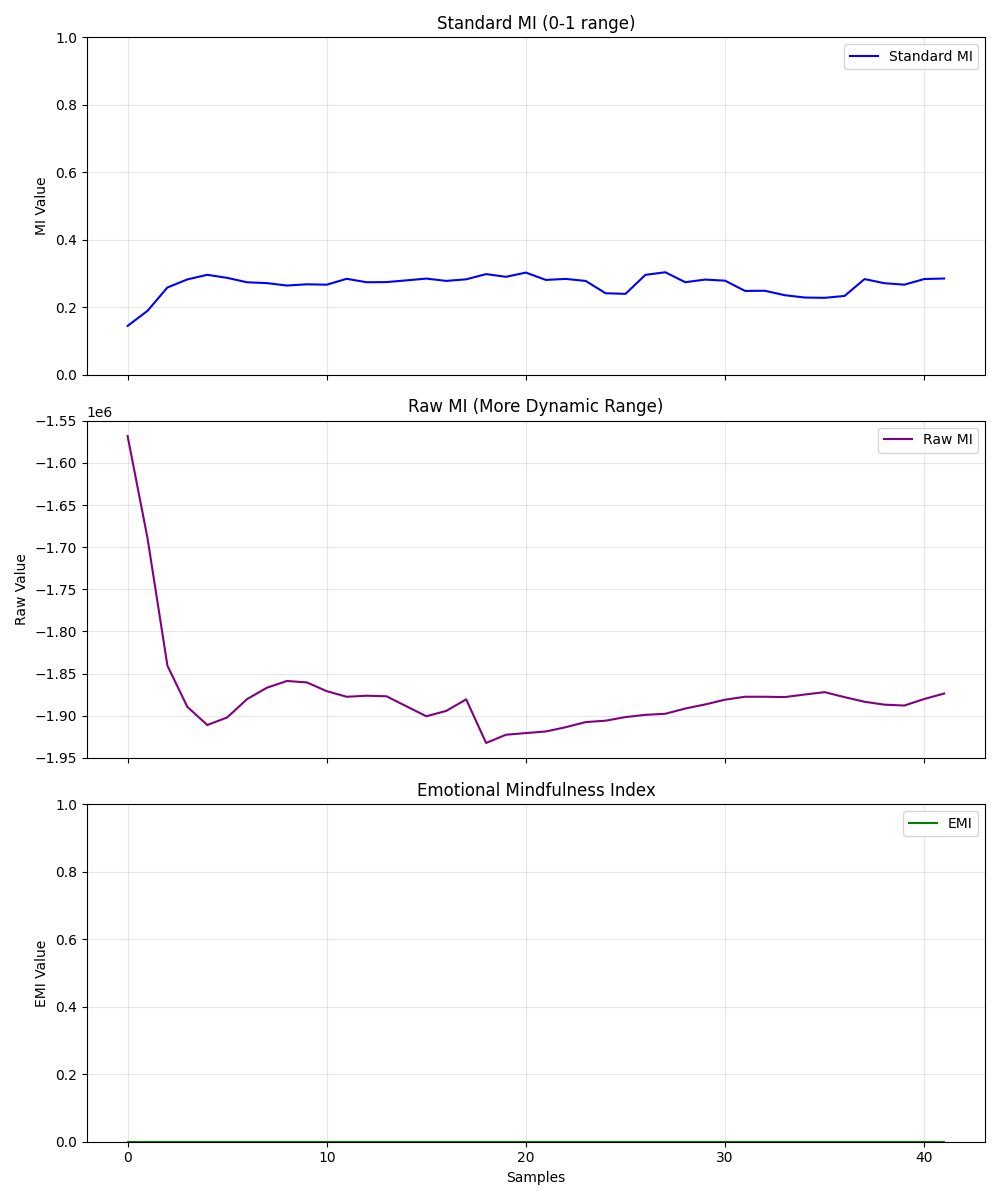 Standard MI (0-1 range)
1.0
0.8
0.6
0.4
0.2
0.0
MI Value
Standard MI
Raw MI (More Dynamic Range)
1e6
−1.55
−1.60
−1.65
−1.70
−1.75
−1.80
−1.85
−1.90
−1.95
Raw Value
Raw MI
Emotional Mindfulness Index
1.0
0.8
0.6
0.4
0.2
0.0
EMI Value
EMI
0 10 20 30 40
Samples